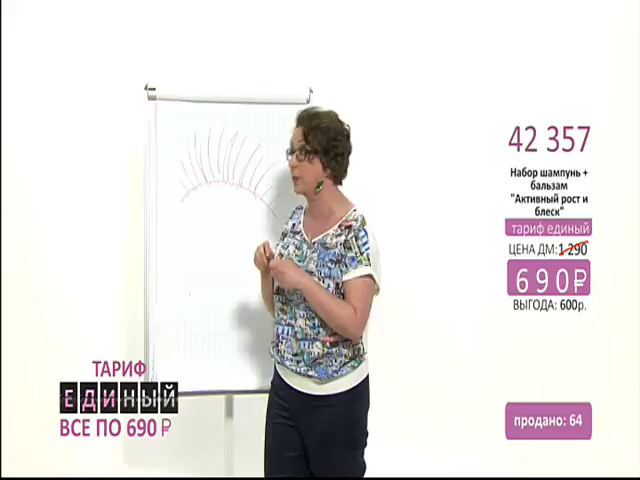 42 357
Набор шампунь +
бальзам
"Активный рост и
блеск"
тариф единый
ЦЕНА ДМ: 1 290
690₽
ВЫГОДА: 600р.
ТАРИФ
ЕДИНЫЙ
ВСЕ ПО 690₽
продано: 64